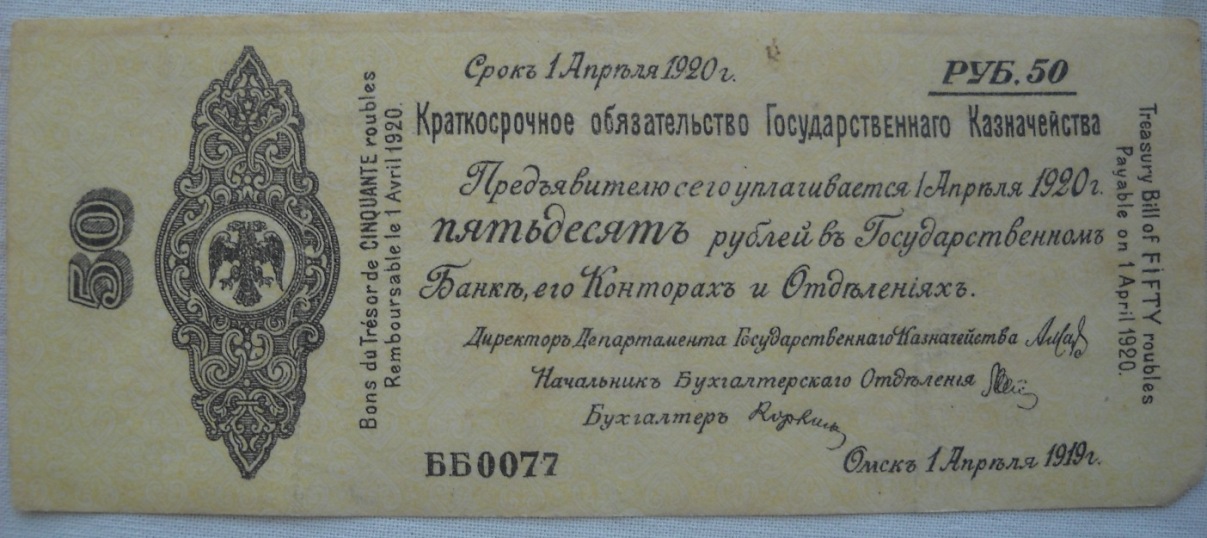 50
Bons du Trésor de CINQUANTE roubles
Remboursable le 1 Avril 1920.
Срокъ 1 Апрѣля 1920 г.
РУБ. 50
Краткосрочное обязательство Государственнаго Казначейства
Предъявителю сего уплачивается 1 Апрѣля 1920 г.
пятьдесятъ рублей въ Государственномъ
Банкѣ, его Конторахъ и Отдѣленіяхъ.
Директоръ Департамента Государственнаго Казначейства
Начальникъ Бухгалтерскаго Отдѣленія
Бухгалтеръ
ББ0077
Омскъ 1 Апрѣля 1919 г.
Treasury Bill of FIFTY roubles
Payable on 1 April 1920.